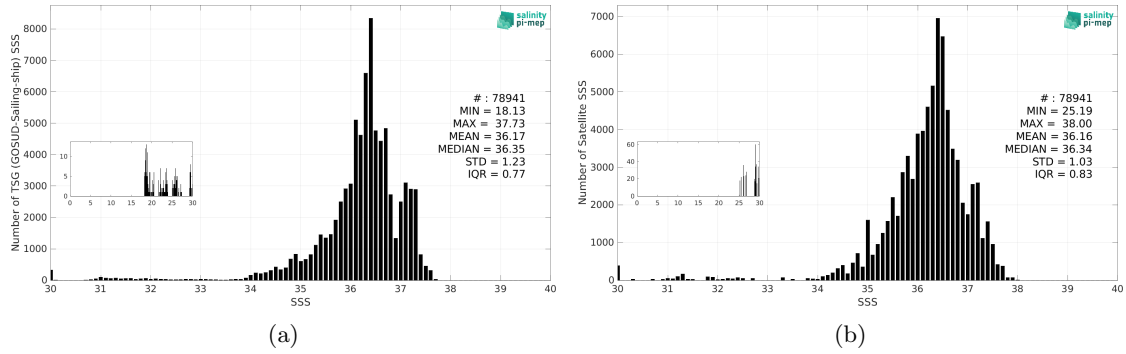 salinity
pi-mep
Number of TSG (GOSUD-Sailing-ship) SSS
8000
7000
6000
5000
4000
3000
2000
1000
0
# : 78941
MIN = 18.13
MAX = 37.73
MEAN = 36.17
MEDIAN = 36.35
STD = 1.23
IQR = 0.77
10
5
0
0 5 10 15 20 25 30
30 31 32 33 34 35 36 37 38 39 40
SSS
(a)
salinity
pi-mep
Number of Satellite SSS
7000
6000
5000
4000
3000
2000
1000
0
# : 78941
MIN = 25.19
MAX = 38.00
MEAN = 36.16
MEDIAN = 36.34
STD = 1.03
IQR = 0.83
60
40
20
0
0 5 10 15 20 25 30
30 31 32 33 34 35 36 37 38 39 40
SSS
(b)